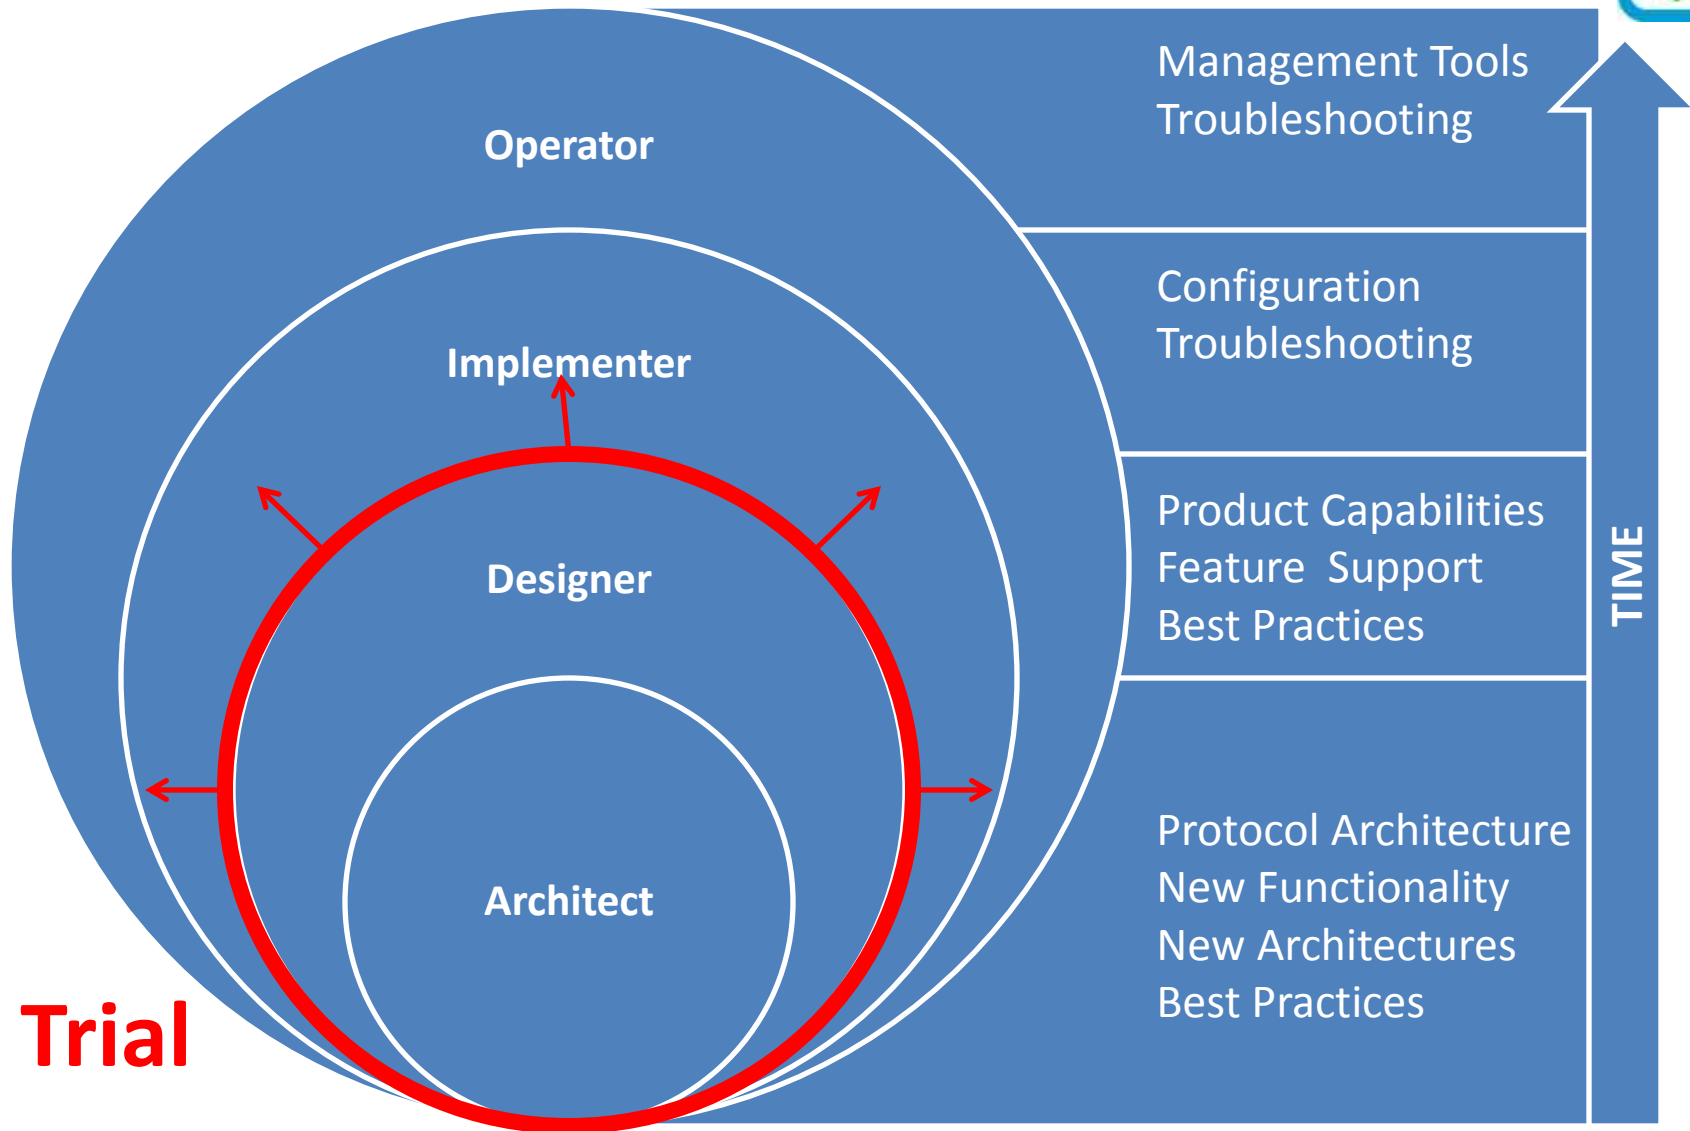 Operator
Implementer
Designer
Architect
Trial
Management Tools
Troubleshooting
Configuration
Troubleshooting
Product Capabilities
Feature  Support
Best Practices
Protocol Architecture
New Functionality
New Architectures
Best Practices
TIME